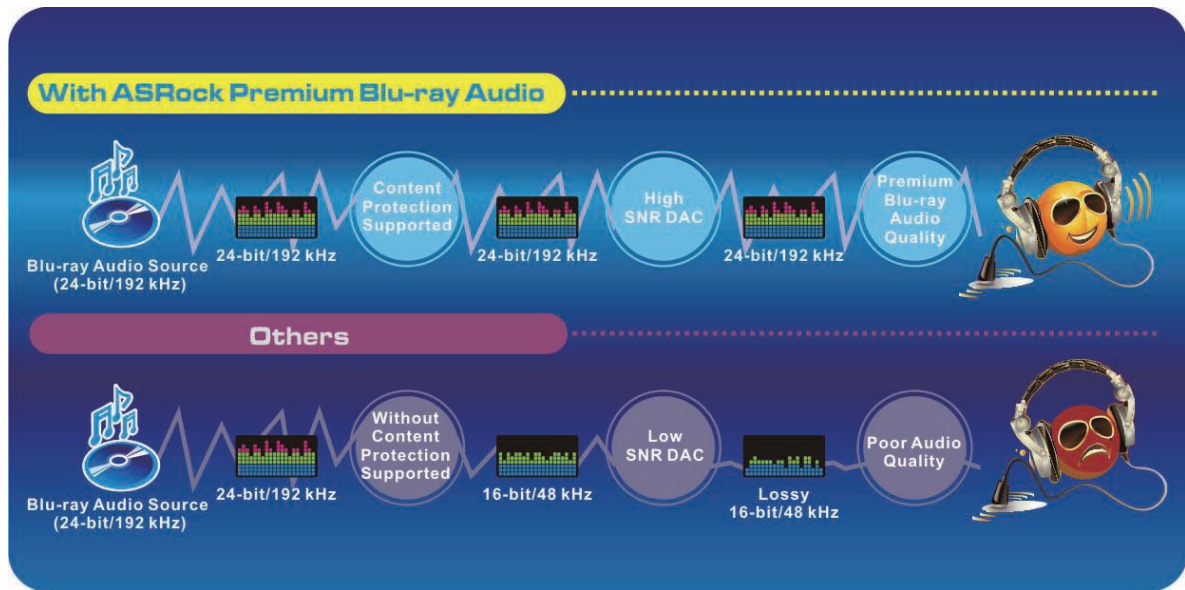 With ASRock Premium Blu-ray Audio
Blu-ray Audio Source
(24-bit/192 kHz)
24-bit/192 kHz
Content
Protection
Supported
24-bit/192 kHz
High
SNR DAC
24-bit/192 kHz
Premium
Blu-ray
Audio
Quality
Others
Blu-ray Audio Source
(24-bit/192 kHz)
24-bit/192 kHz
Without
Content
Protection
Supported
16-bit/48 kHz
Low
SNR DAC
Lossy
16-bit/48 kHz
Poor Audio
Quality